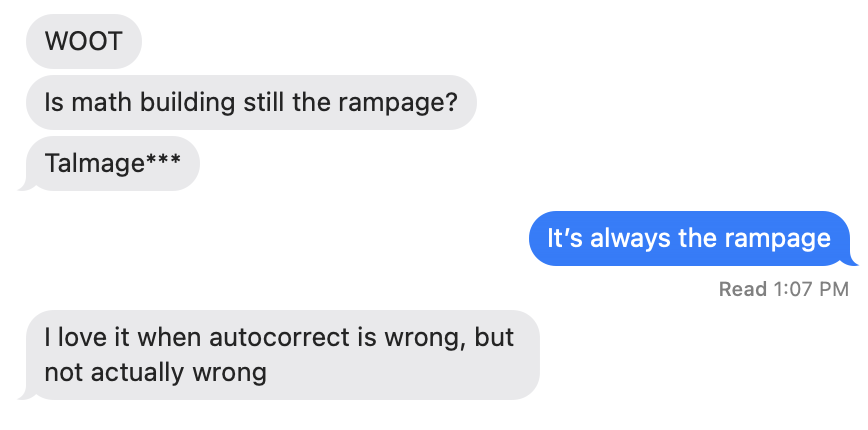 WOOT
Is math building still the rampage?
Talmage***
It’s always the rampage
Read 1:07 PM
I love it when autocorrect is wrong, but
not actually wrong